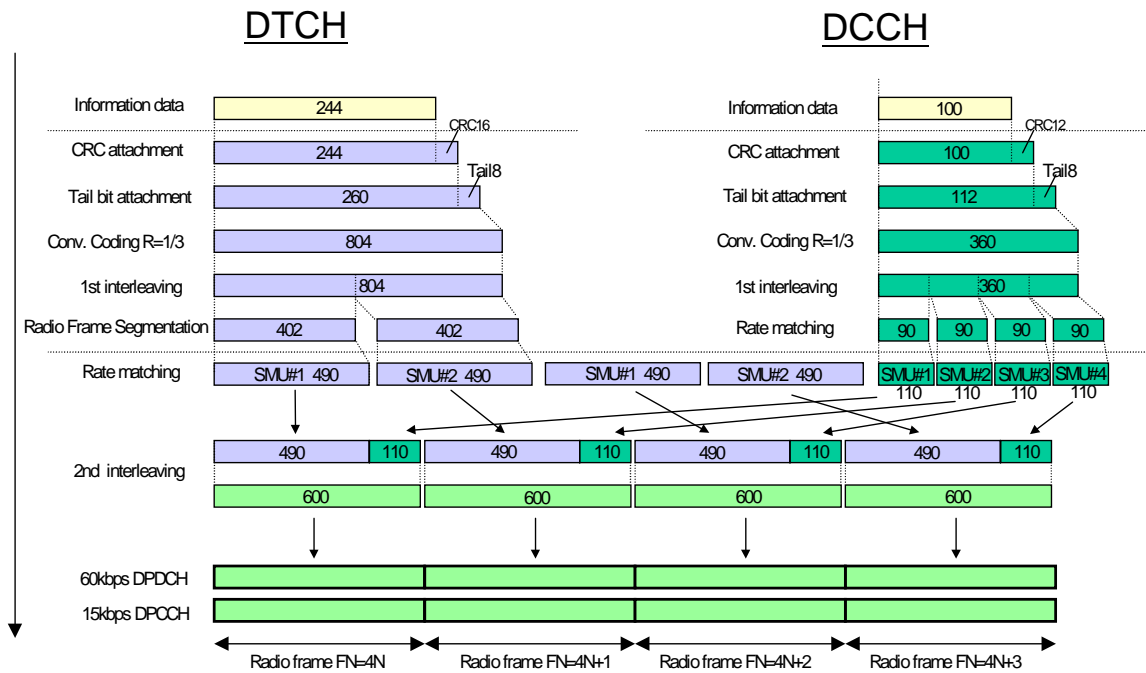 DTCH DCCH
Information data 244 Information data 100
CRC16 CRC12
CRC attachment 244 CRC attachment 100
Tail8 Tail8
Tail bit attachment 260 Tail bit attachment 112
Conv. Coding R=1/3 804 Conv. Coding R=1/3 360
1st interleaving 804 1st interleaving 360
Radio Frame Segmentation 402 402 Rate matching 90 90 90 90
Rate matching SMU#1 490 SMU#2 490 SMU#1 490 SMU#2 490 SMU#1 SMU#2 SMU#3 SMU#4
110 110 110 110
490 110 490 110 490 110 490 110
2nd interleaving
600 600 600 600
60kbps DPDCH
15kbps DPCCH
Radio frame FN=4N Radio frame FN=4N+1 Radio frame FN=4N+2 Radio frame FN=4N+3